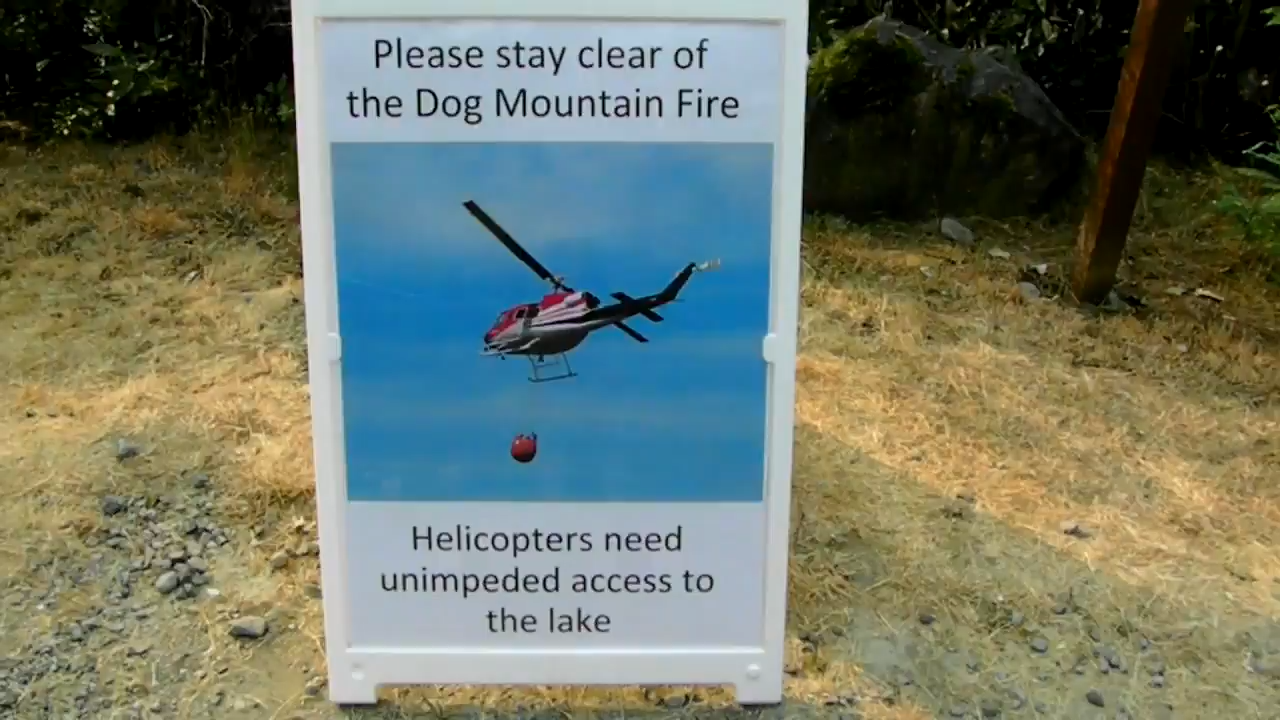 Please stay clear of
the Dog Mountain Fire
Helicopters need
unimpeded access to
the lake